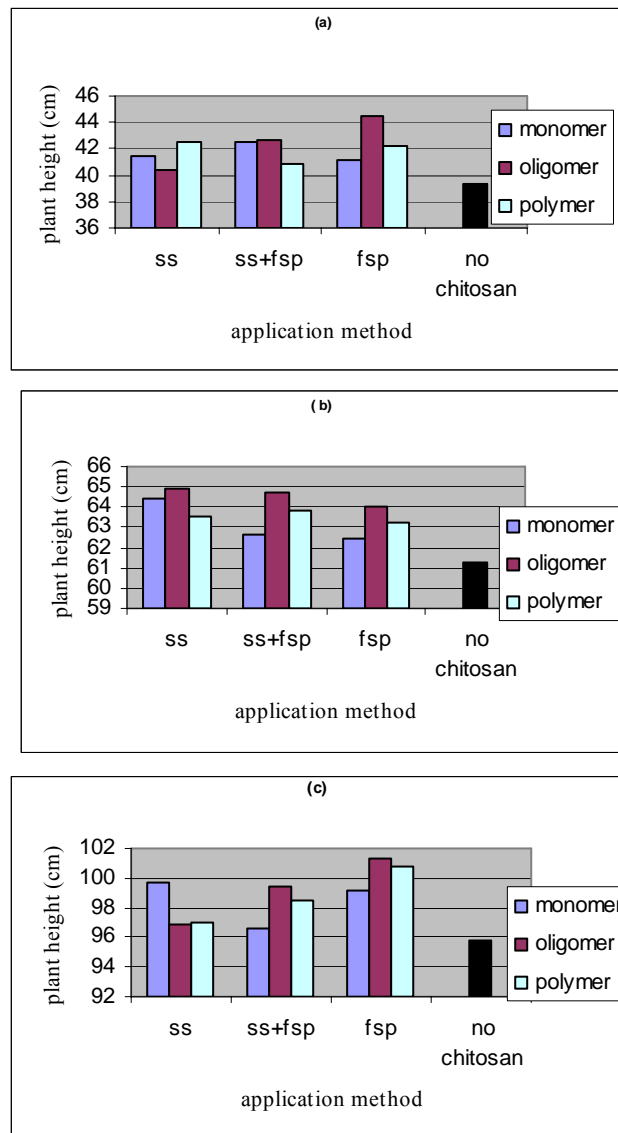 (a)
plant height (cm)
46
44
42
40
38
36
monomer
oligomer
polymer
ss
ss+fsp
fsp
no
chitosan
application method
( b)
plant height (cm)
66
65
64
63
62
61
60
59
monomer
oligomer
polymer
ss
ss+fsp
fsp
no
chitosan
application method
(c)
plant height (cm)
102
100
98
96
94
92
monomer
oligomer
polymer
ss
ss+fsp
fsp
no
chitosan
application method